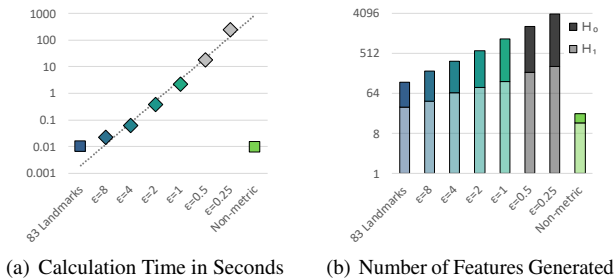 1000
100
10
1
0.1
0.01
0.001
83 Landmarks
ε=8
ε=4
ε=2
ε=1
ε=0.5
ε=0.25
Non-metric
(a) Calculation Time in Seconds
4096
512
64
8
1
H₀
H₁
83 Landmarks
ε=8
ε=4
ε=2
ε=1
ε=0.5
ε=0.25
Non-metric
(b) Number of Features Generated